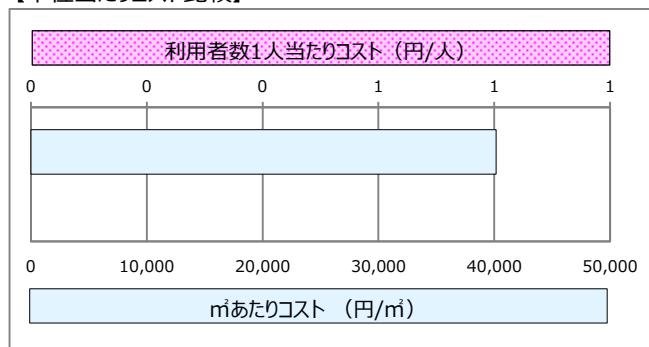 【単位当たりコスト比較】
利用者数1人当たりコスト（円/人）
0 0 0 1 1 1
0 10,000 20,000 30,000 40,000 50,000
㎡あたりコスト （円/㎡）